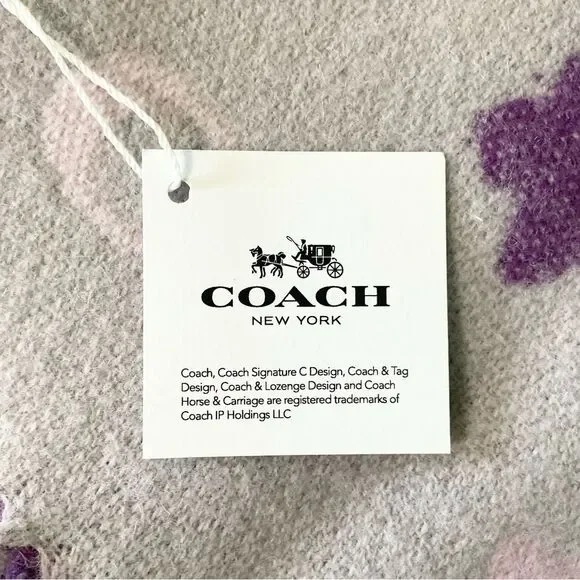 COACH
NEW YORK
Coach, Coach Signature C Design, Coach & Tag
Design, Coach & Lozenge Design and Coach
Horse & Carriage are registered trademarks of
Coach IP Holdings LLC